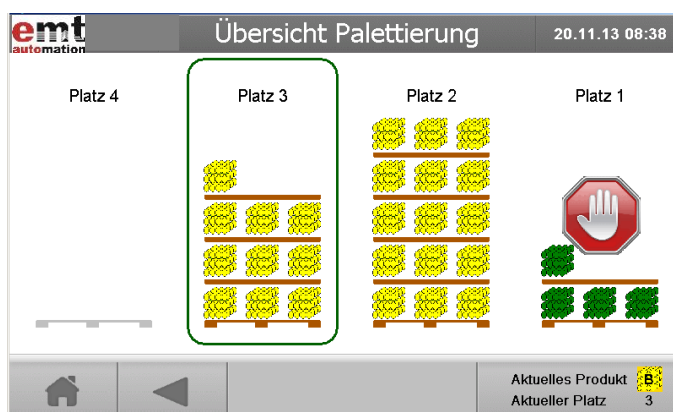 emt
automation
Übersicht Palettierung
20.11.13 08:38
Platz 4
Platz 3
Platz 2
Platz 1
Aktuelles Produkt B
Aktueller Platz 3